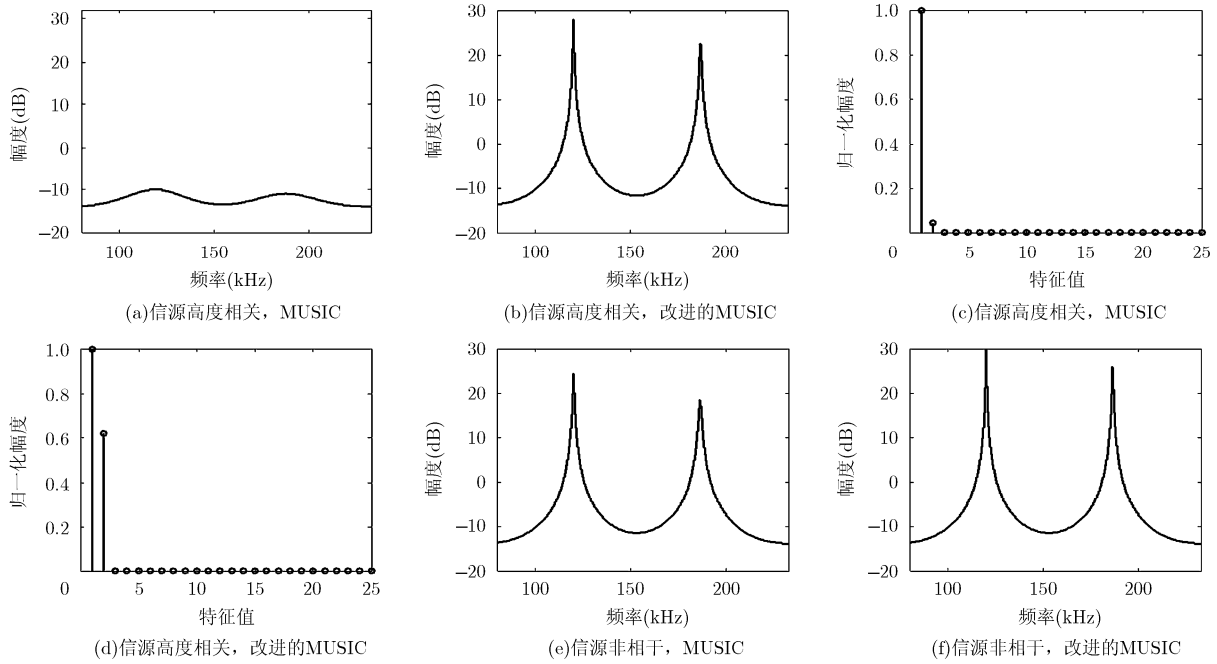 30
20
10
0
−10
−20
幅度(dB)
100 150 200
频率(kHz)
(a)信源高度相关，MUSIC
30
20
10
0
−10
−20
幅度(dB)
100 150 200
频率(kHz)
(b)信源高度相关，改进的MUSIC
1.0
0.8
0.6
0.4
0.2
归一化幅度
0 5 10 15 20 25
特征值
(c)信源高度相关，MUSIC
1.0
0.8
0.6
0.4
0.2
归一化幅度
0 5 10 15 20 25
特征值
(d)信源高度相关，改进的MUSIC
30
20
10
0
−10
−20
幅度(dB)
100 150 200
频率(kHz)
(e)信源非相干，MUSIC
30
20
10
0
−10
−20
幅度(dB)
100 150 200
频率(kHz)
(f)信源非相干，改进的MUSIC